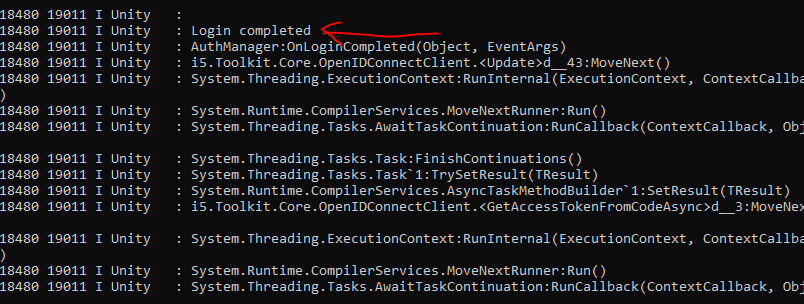 18480 19011 I Unity   :
18480 19011 I Unity   : Login completed
18480 19011 I Unity   : AuthManager:OnLoginCompleted(Object, EventArgs)
18480 19011 I Unity   : i5.Toolkit.Core.OpenIDConnectClient.<Update>d__43:MoveNext()
18480 19011 I Unity   : System.Threading.ExecutionContext:RunInternal(ExecutionContext, ContextCallba
)
18480 19011 I Unity   : System.Runtime.CompilerServices.MoveNextRunner:Run()
18480 19011 I Unity   : System.Threading.Tasks.AwaitTaskContinuation:RunCallback(ContextCallback, Obj
18480 19011 I Unity   : System.Threading.Tasks.Task:FinishContinuations()
18480 19011 I Unity   : System.Threading.Tasks.Task`1:TrySetResult(TResult)
18480 19011 I Unity   : System.Runtime.CompilerServices.AsyncTaskMethodBuilder`1:SetResult(TResult)
18480 19011 I Unity   : i5.Toolkit.Core.OpenIDConnectClient.<GetAccessTokenFromCodeAsync>d__3:MoveNex
18480 19011 I Unity   : System.Threading.ExecutionContext:RunInternal(ExecutionContext, ContextCallba
)
18480 19011 I Unity   : System.Runtime.CompilerServices.MoveNextRunner:Run()
18480 19011 I Unity   : System.Threading.Tasks.AwaitTaskContinuation:RunCallback(ContextCallback, Obj